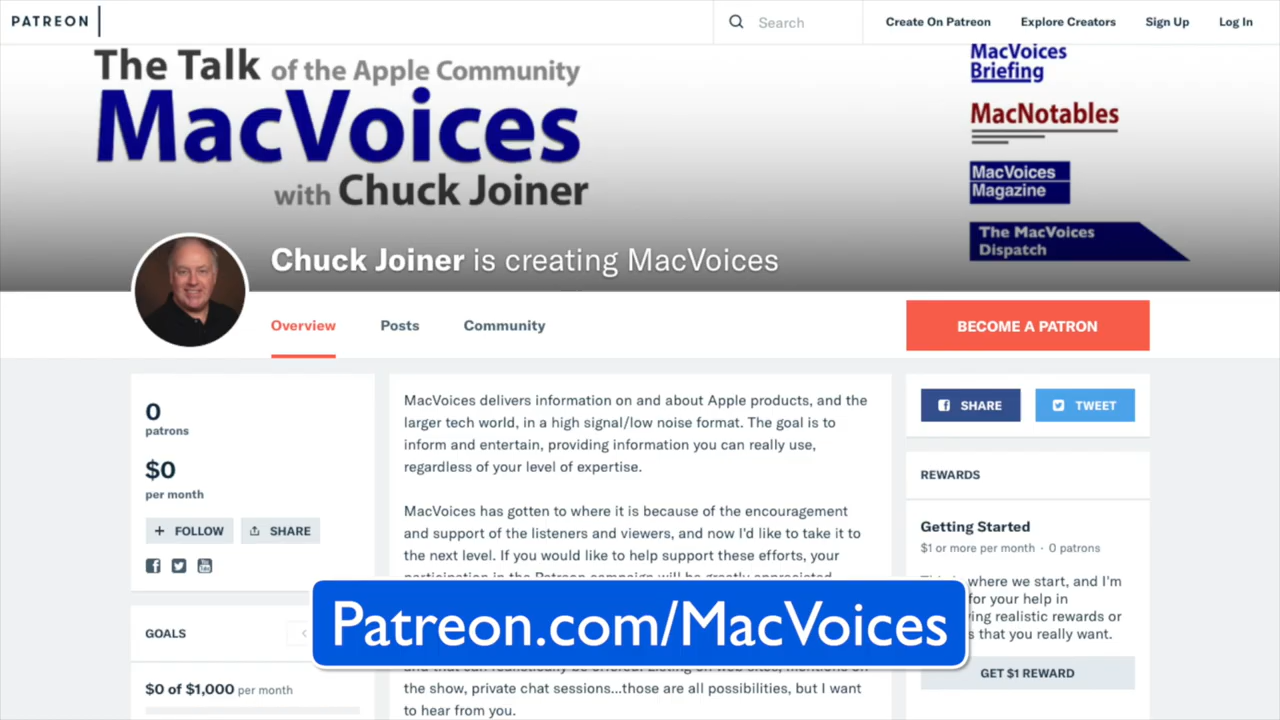 PATREON
Search
Create On Patreon
Explore Creators
Sign Up
Log In
The Talk of the Apple Community
MacVoices
with Chuck Joiner
MacVoices
Briefing
MacNotables
MacVoices
Magazine
The MacVoices
Dispatch
Chuck Joiner is creating MacVoices
Overview
Posts
Community
BECOME A PATRON
0
patrons
$0
per month
+ FOLLOW
SHARE
GOALS
$0 of $1,000 per month
MacVoices delivers information on and about Apple products, and the
larger tech world, in a high signal/low noise format. The goal is to
inform and entertain, providing information you can really use,
regardless of your level of expertise.
MacVoices has gotten to where it is because of the encouragement
and support of the listeners and viewers, and now I'd like to take it to
the next level. If you would like to help support these efforts, your
participation in the Patreon campaign will be greatly appreciated
Patreon.com/MacVoices
the show, private chat sessions...those are all possibilities, but I want
to hear from you.
SHARE
TWEET
REWARDS
Getting Started
$1 or more per month · 0 patrons
where we start, and I'm
for your help in
realistic rewards or
that you really want.
GET $1 REWARD